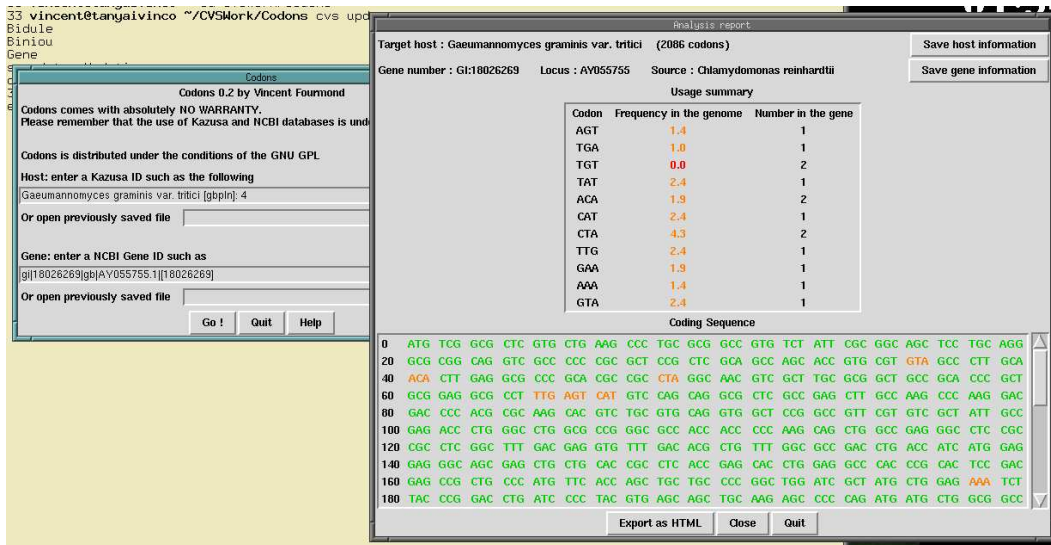 33 vincent@tanyaivinco ~/CVSWork/Codons cvs upd
Bidule
Biniou
Gene
Codons
Codons 0.2 by Vincent Fourmond
Codons comes with absolutely NO WARRANTY.
Please remember that the use of Kazusa and NCBI databases is und
Codons is distributed under the conditions of the GNU GPL
Host: enter a Kazusa ID such as the following
Gaeumannomyces graminis var. tritici [gbpln]: 4
Or open previously saved file
Gene: enter a NCBI Gene ID such as
gi|18026269|gb|AY055755.1|[18026269]
Or open previously saved file
Go !
Quit
Help
Analysis report
Target host : Gaeumannomyces graminis var. tritici (2086 codons)
Save host information
Gene number : GI:18026269 Locus : AY055755 Source : Chlamydomonas reinhardtii
Save gene information
Usage summary
Codon Frequency in the genome Number in the gene
AGT 1.4 1
TGA 1.0 1
TGT 0.0 2
TAT 2.4 1
ACA 1.9 2
CAT 2.4 1
CTA 4.3 2
TTG 2.4 1
GAA 1.9 1
AAA 1.4 1
GTA 2.4 1
Coding Sequence
0 ATG TCG GCG CTC GTG CTG AAG CCC TGC GCG GCC GTG TCT ATT CGC GGC AGC TCC TGC AGG
20 GCG CGG CAG GTC GCC CCC CGC GCT CCG CTC GCA GCC AGC ACC GTG CGT GTA GCC CTT GCA
40 ACA CTT GAG GCG CCC GCA CGC CGC CTA GGC AAC GTC GCT TGC GCG GCT GCC GCA CCC GCT
60 GCG GAG GCG CCT TTG AGT CAT GTC CAG CAG GCG CTC GCC GAG CTT GCC AAG CCC AAG GAC
80 GAC CCC ACG CGC AAG CAC GTC TGC GTG CAG GTG GCT CCG GCC GTT CGT GTC GCT ATT GCC
100 GAG ACC CTG GGC CTG GCG CCG GGC GCC ACC ACC CCC AAG CAG CTG GCC GAG GGC CTC CGC
120 CGC CTC GGC TTT GAC GAG GTG TTT GAC ACG CTG TTT GGC GCC GAC CTG ACC ATC ATG GAG
140 GAG GGC AGC GAG CTG CTG CAC CGC CTC ACC GAG CAC CTG GAG GCC CAC CCG CAC TCC GAC
160 GAG CCG CTG CCC ATG TTC ACC AGC TGC TGC CCC GGC TGG ATC GCT ATG CTG GAG AAA TCT
180 TAC CCG GAC CTG ATC CCC TAC GTG AGC AGC TGC AAG AGC CCC CAG ATG ATG CTG GCG GCC
Export as HTML
Close
Quit